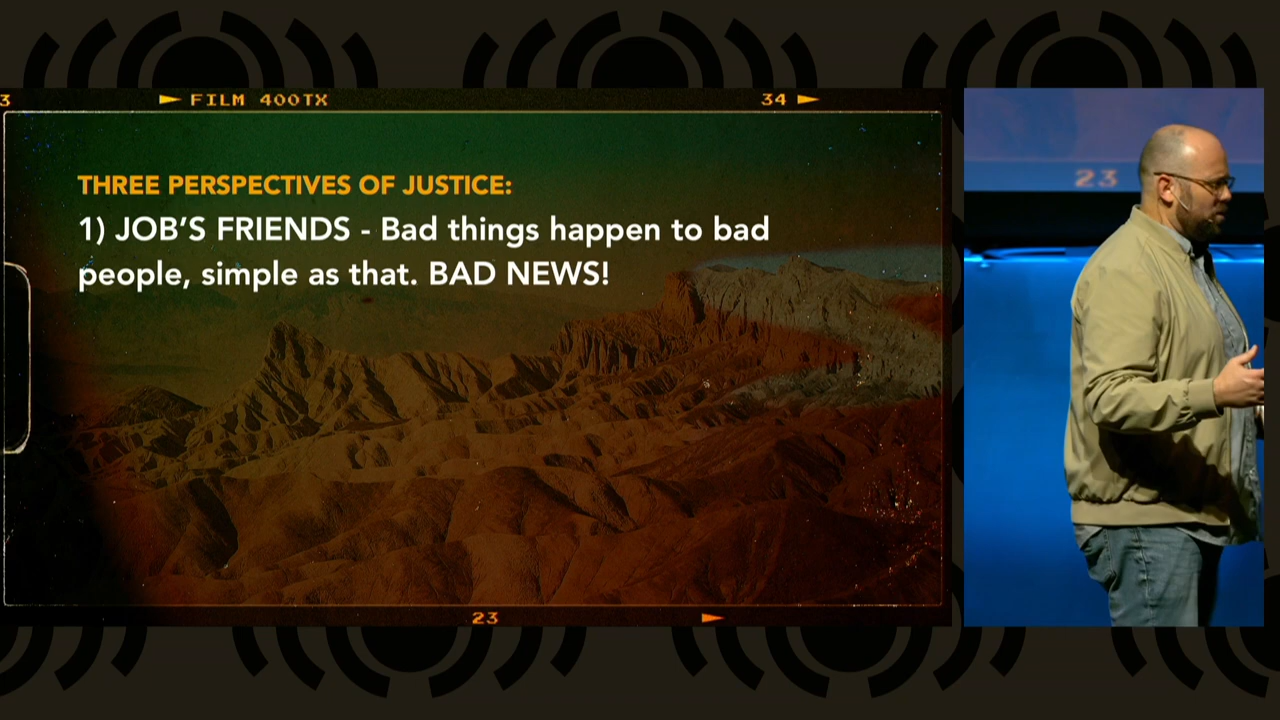 3 ► FILM 400TX 34 ►
THREE PERSPECTIVES OF JUSTICE:
1) JOB'S FRIENDS - Bad things happen to bad
people, simple as that. BAD NEWS!
23 ►
23